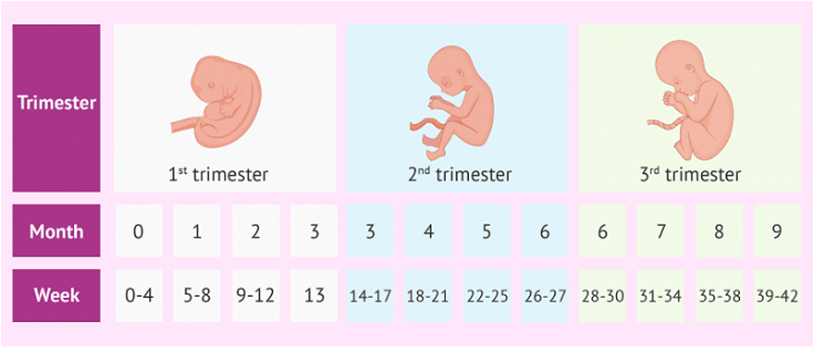 Trimester
1st trimester 2nd trimester 3rd trimester
Month 0 1 2 3 3 4 5 6 6 7 8 9
Week 0-4 5-8 9-12 13 14-17 18-21 22-25 26-27 28-30 31-34 35-38 39-42